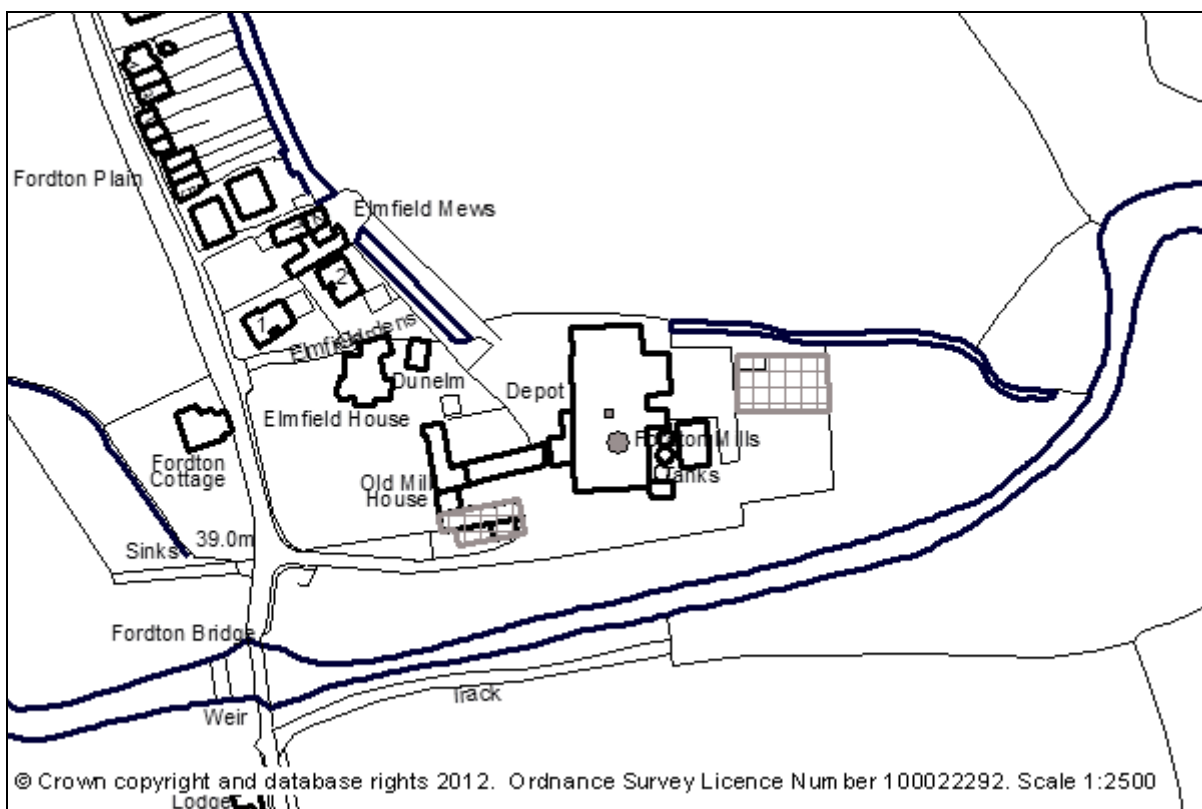 Fordton Plain
Elmfield Mews
2
1
Dunelm
Depot
Elmfield House
Fordton Mills
Fordton
Cottage
Old Mill
House
Tanks
Sinks
39.0m
Fordton Bridge
Track
Weir
© Crown copyright and database rights 2012. Ordnance Survey Licence Number 100022292. Scale 1:2500
Lodge